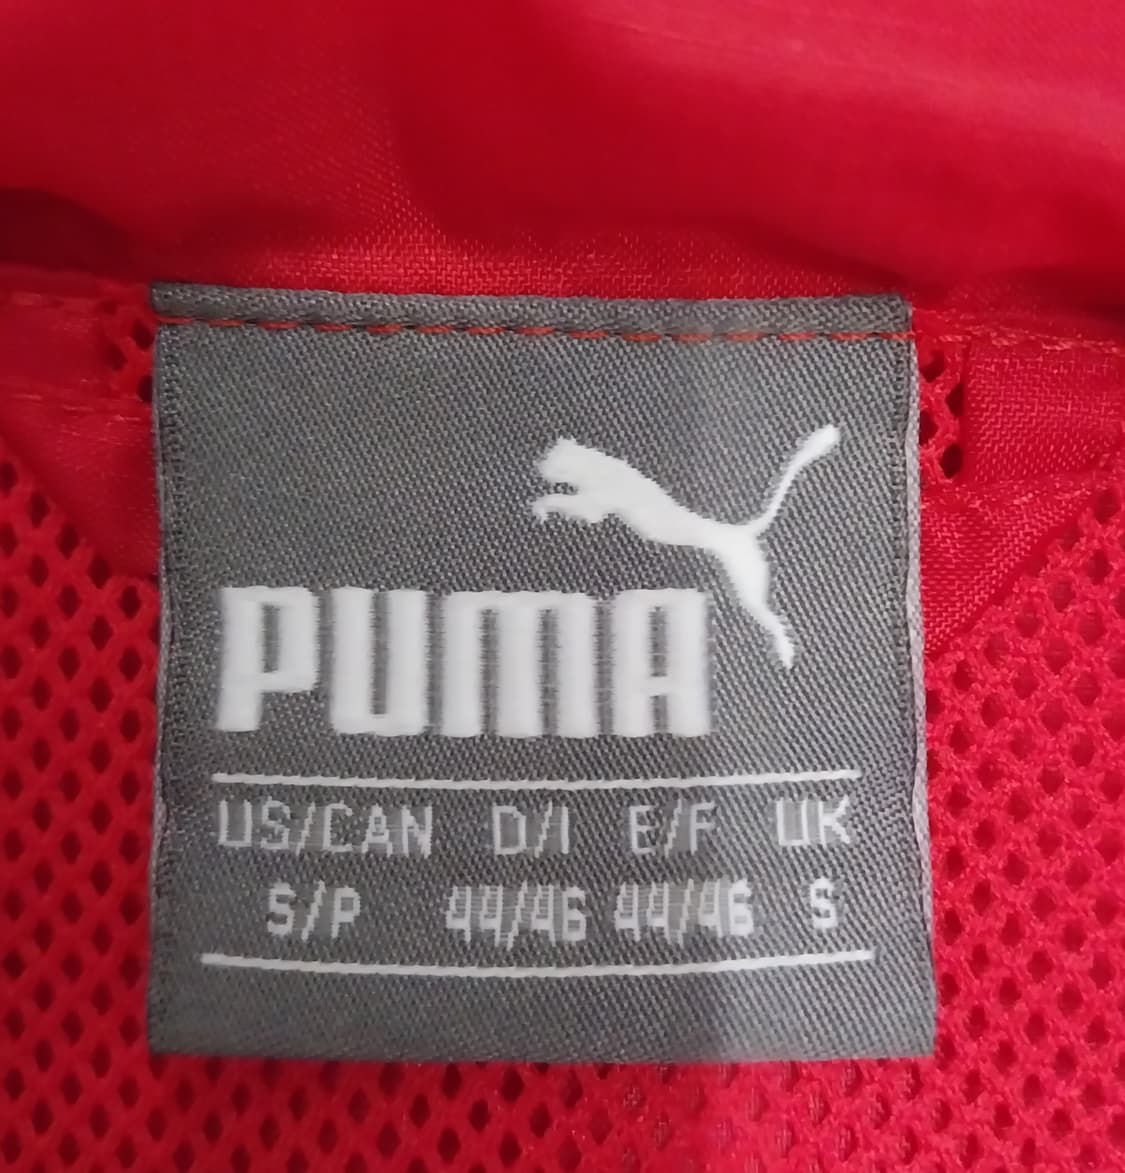 PUMA
US/CAN D/I E/F UK
S/P 44/46 44/46 S